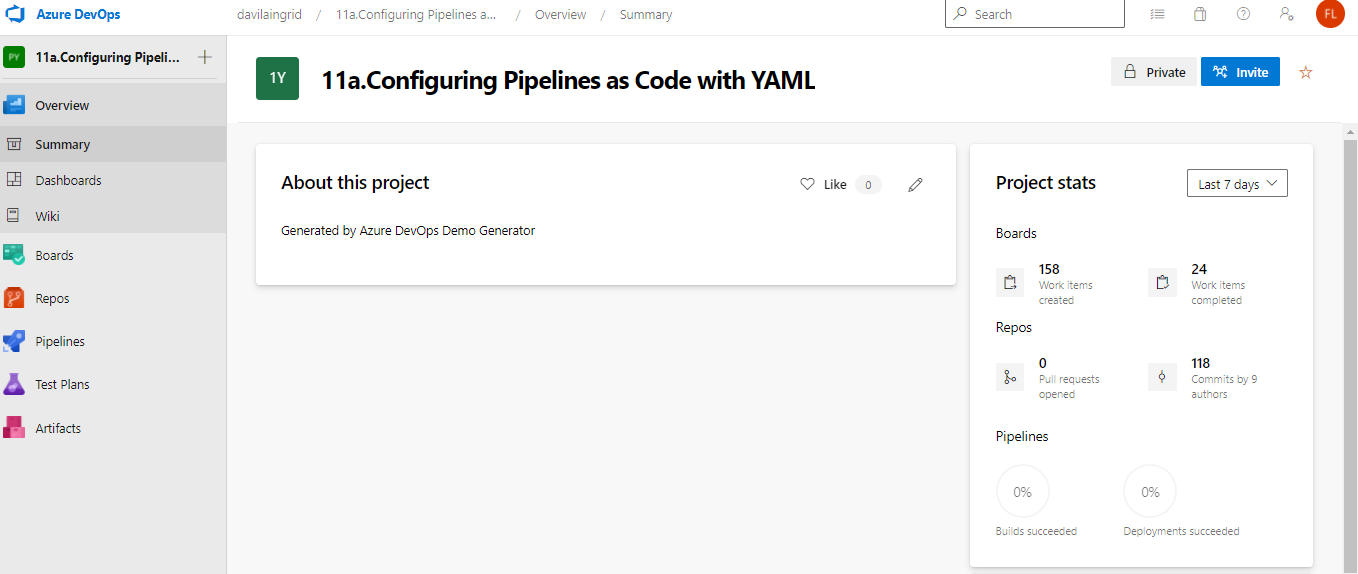 Azure DevOps
davilaingrid / 11a.Configuring Pipelines a... / Overview / Summary
Search
FL
PY
11a.Configuring Pipeli...
1Y
11a.Configuring Pipelines as Code with YAML
Private
Invite
Overview
Summary
Dashboards
Wiki
Boards
Repos
Pipelines
Test Plans
Artifacts
About this project
Like 0
Generated by Azure DevOps Demo Generator
Project stats
Last 7 days
Boards
158
Work items
created
24
Work items
completed
Repos
0
Pull requests
opened
118
Commits by 9
authors
Pipelines
0%
Builds succeeded
0%
Deployments succeeded